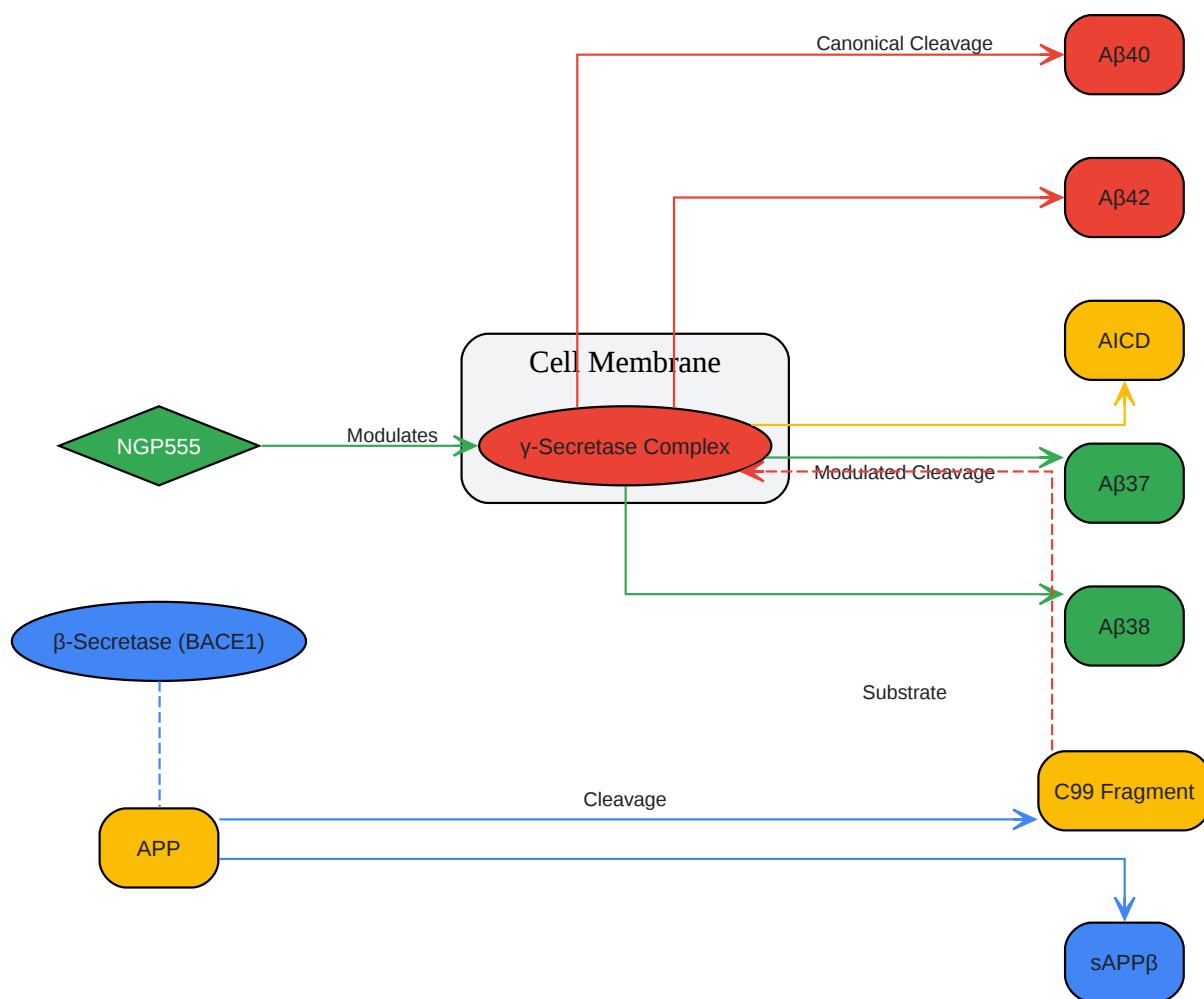 Canonical Cleavage
Aβ40
Aβ42
AICD
Cell Membrane
NGP555
Modulates
γ-Secretase Complex
Modulated Cleavage
Aβ37
Aβ38
β-Secretase (BACE1)
Substrate
Cleavage
C99 Fragment
APP
sAPPβ